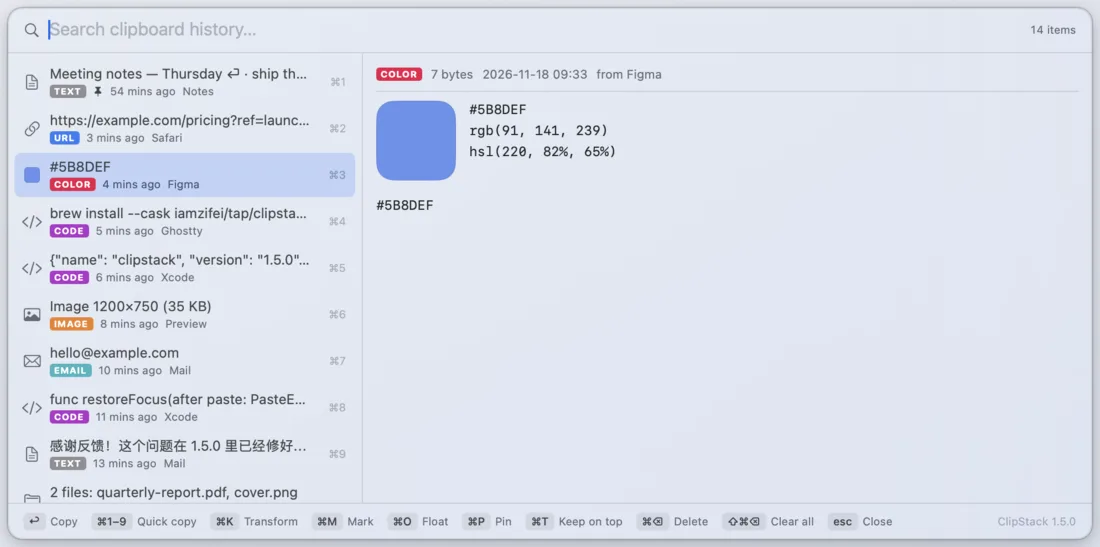 Search clipboard history...
14 items
Meeting notes — Thursday ⏎ · ship th...
⌘1
TEXT 54 mins ago Notes
https://example.com/pricing?ref=launc...
⌘2
URL 3 mins ago Safari
#5B8DEF
⌘3
COLOR 4 mins ago Figma
brew install --cask iamzifei/tap/clipsta...
⌘4
CODE 5 mins ago Ghostty
{"name": "clipstack", "version": "1.5.0"...
⌘5
CODE 6 mins ago Xcode
Image 1200×750 (35 KB)
⌘6
IMAGE 8 mins ago Preview
hello@example.com
⌘7
EMAIL 10 mins ago Mail
func restoreFocus(after paste: PasteE...
⌘8
CODE 11 mins ago Xcode
感谢反馈！这个问题在 1.5.0 里已经修好...
⌘9
TEXT 13 mins ago Mail
2 files: quarterly-report.pdf, cover.png
COLOR 7 bytes 2026-11-18 09:33 from Figma
#5B8DEF
rgb(91, 141, 239)
hsl(220, 82%, 65%)
#5B8DEF
⏎ Copy ⌘1–9 Quick copy ⌘K Transform ⌘M Mark ⌘O Float ⌘P Pin ⌘T Keep on top ⌘⌫ Delete ⇧⌘⌫ Clear all esc Close
ClipStack 1.5.0